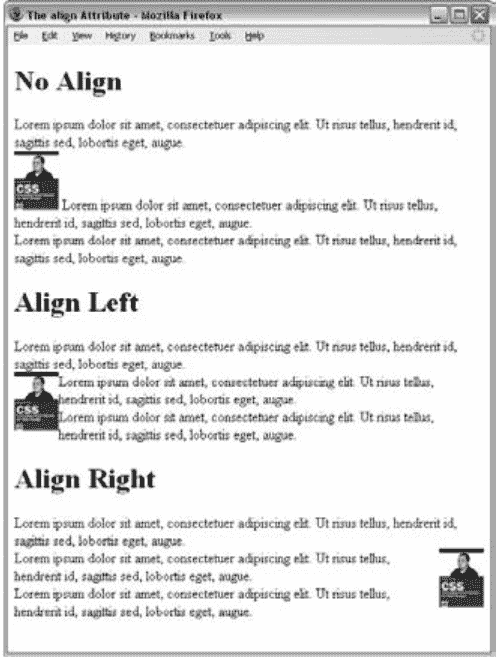 The align Attribute - Mozilla Firefox
File Edit View History Bookmarks Tools Help
No Align
Lorem ipsum dolor sit amet, consectetuer adipiscing elit. Ut risus tellus, hendrerit id,
sagittis sed, lobortis eget, augue.
CSS
Lorem ipsum dolor sit amet, consectetuer adipiscing elit. Ut risus tellus,
hendrerit id, sagittis sed, lobortis eget, augue.
Lorem ipsum dolor sit amet, consectetuer adipiscing elit. Ut risus tellus, hendrerit id,
sagittis sed, lobortis eget, augue.
Align Left
Lorem ipsum dolor sit amet, consectetuer adipiscing elit. Ut risus tellus, hendrerit id,
sagittis sed, lobortis eget, augue.
CSS
Lorem ipsum dolor sit amet, consectetuer adipiscing elit. Ut risus tellus,
hendrerit id, sagittis sed, lobortis eget, augue.
Lorem ipsum dolor sit amet, consectetuer adipiscing elit. Ut risus tellus,
hendrerit id, sagittis sed, lobortis eget, augue.
Align Right
Lorem ipsum dolor sit amet, consectetuer adipiscing elit. Ut risus tellus, hendrerit id,
sagittis sed, lobortis eget, augue.
Lorem ipsum dolor sit amet, consectetuer adipiscing elit. Ut risus tellus,
hendrerit id, sagittis sed, lobortis eget, augue.
Lorem ipsum dolor sit amet, consectetuer adipiscing elit. Ut risus tellus,
hendrerit id, sagittis sed, lobortis eget, augue.
CSS